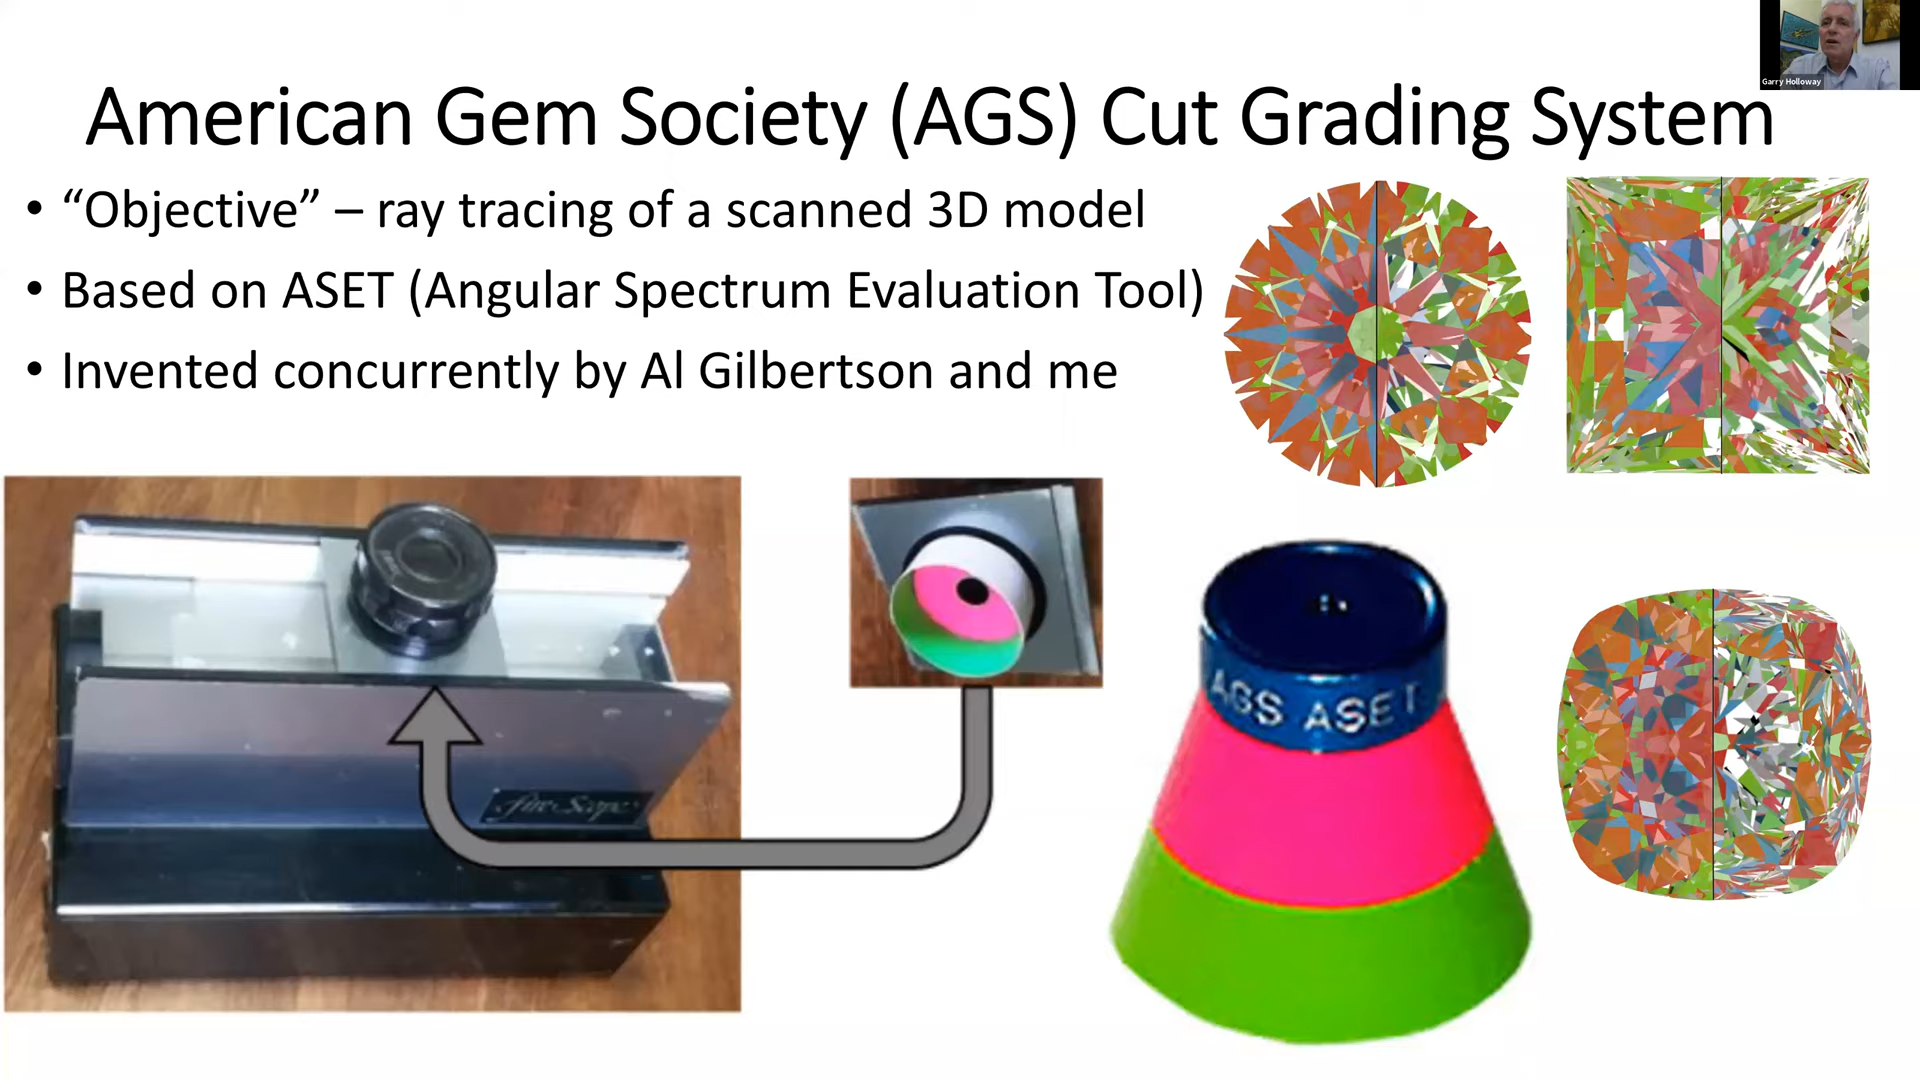 Garry Holloway
American Gem Society (AGS) Cut Grading System
• “Objective” – ray tracing of a scanned 3D model
• Based on ASET (Angular Spectrum Evaluation Tool)
• Invented concurrently by Al Gilbertson and me
fireScope
AGS ASET